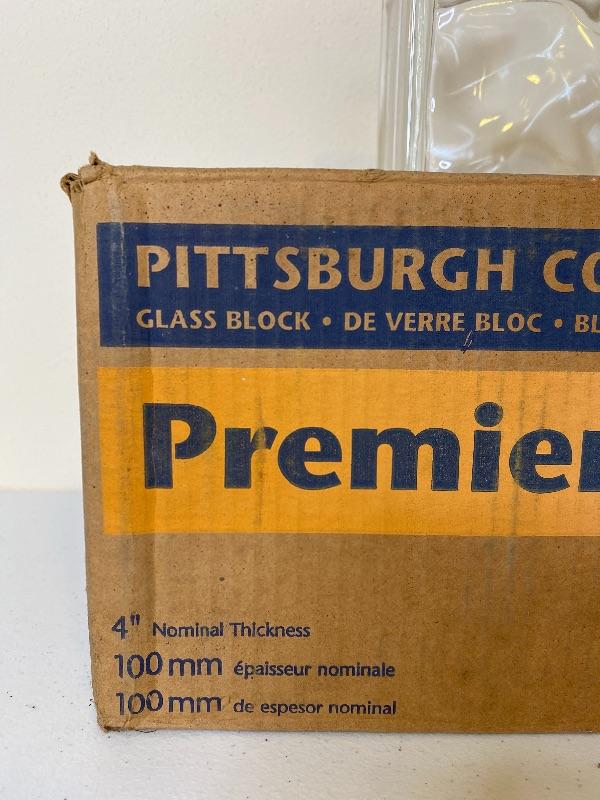 PITTSBURGH CO
GLASS BLOCK • DE VERRE BLOC • BL
Premier
4" Nominal Thickness
100 mm épaisseur nominale
100 mm de espesor nominal